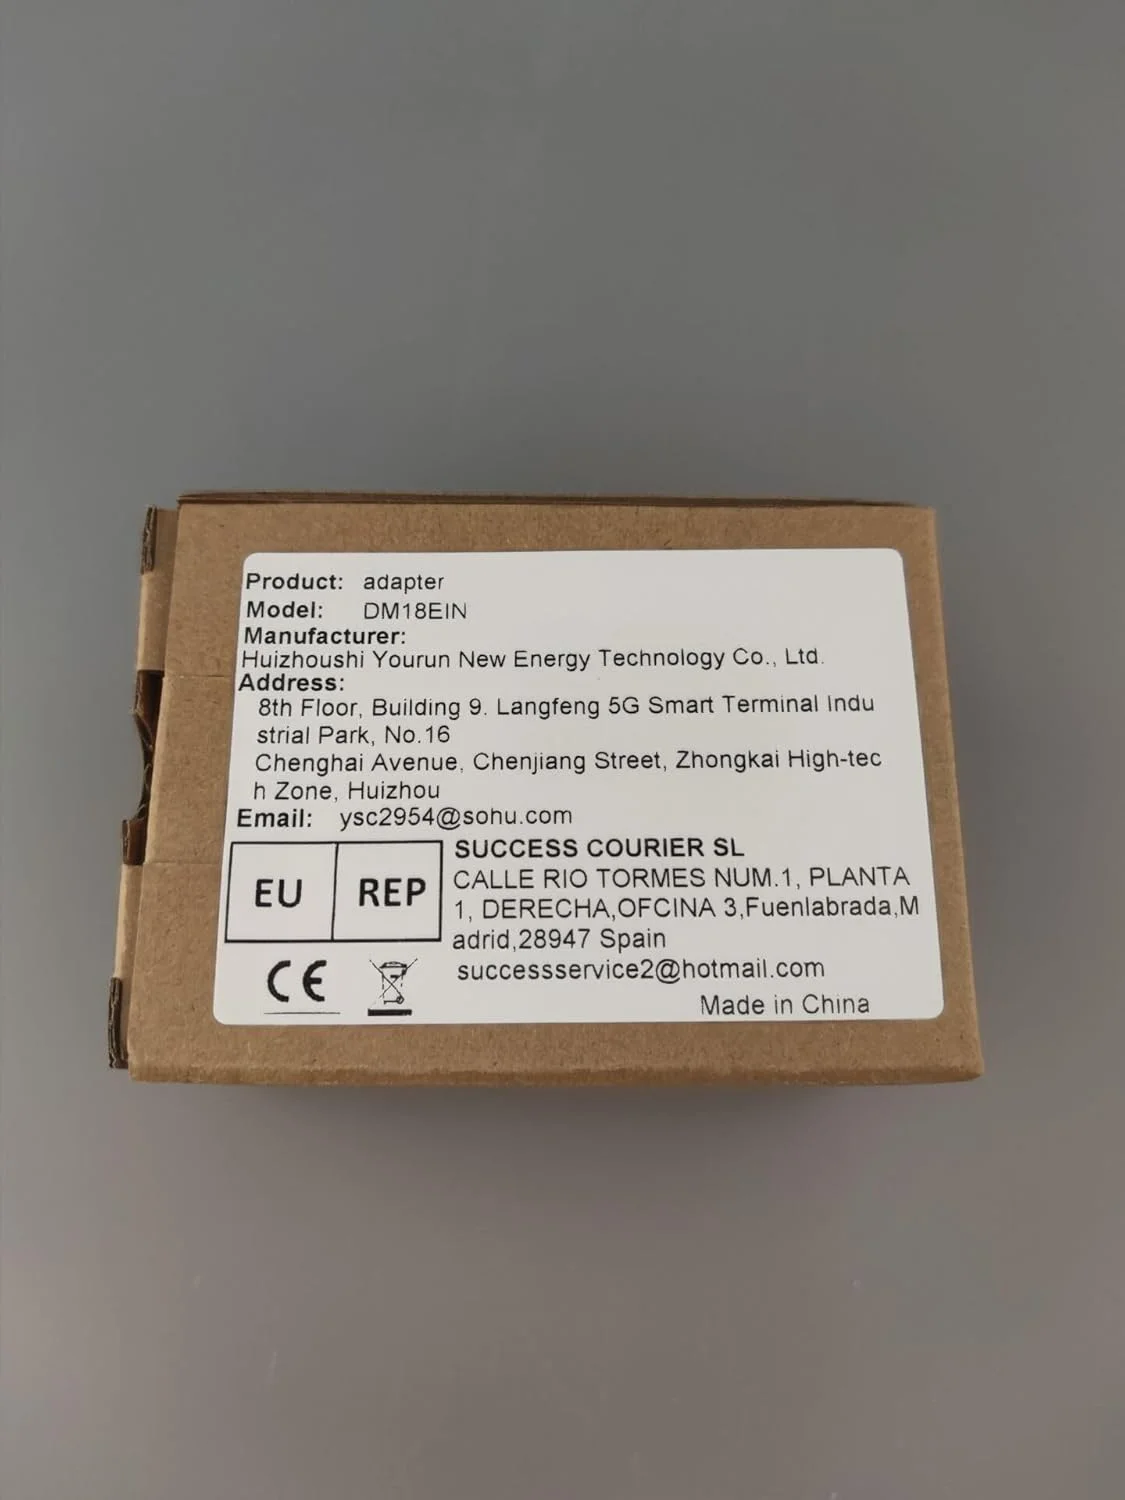 Product: adapter
Model: DM18EIN
Manufacturer:
Huizhoushi Yourun New Energy Technology Co., Ltd.
Address:
8th Floor, Building 9. Langfeng 5G Smart Terminal Indu
strial Park, No.16
Chenghai Avenue, Chenjiang Street, Zhongkai High-tec
h Zone, Huizhou
Email: ysc2954@sohu.com
EU REP
SUCCESS COURIER SL
CALLE RIO TORMES NUM.1, PLANTA
1, DERECHA,OFCINA 3,Fuenlabrada,M
adrid,28947 Spain
successservice2@hotmail.com
CE
Made in China